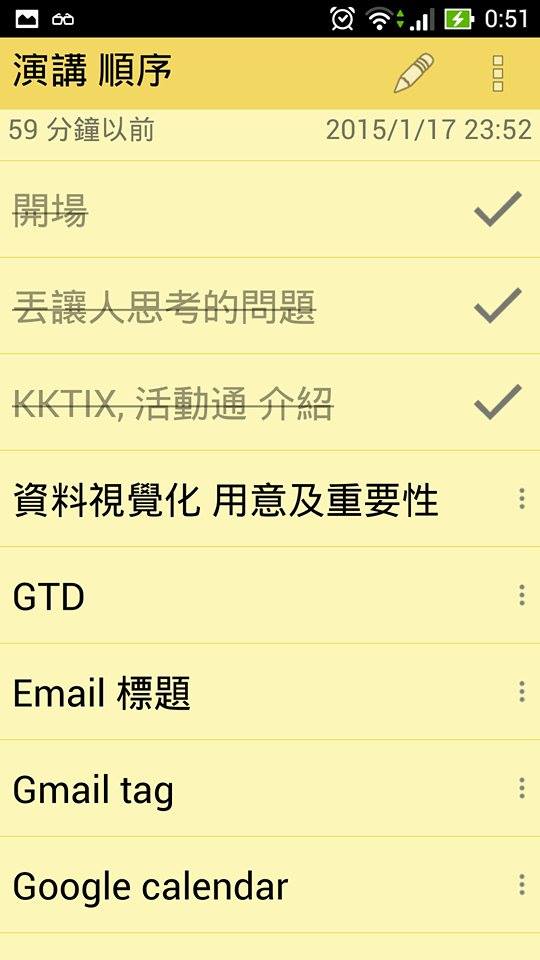 0:51
演講 順序
59 分鐘以前 2015/1/17 23:52
開場
丟讓人思考的問題
KKTIX, 活動通 介紹
資料視覺化 用意及重要性
GTD
Email 標題
Gmail tag
Google calendar